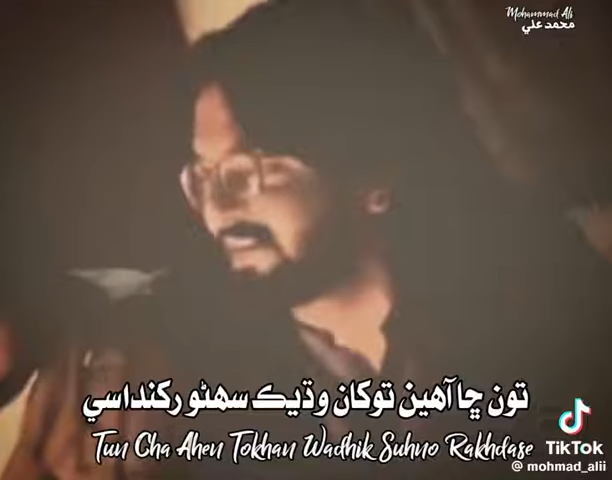 Mohammad Ali
محمد علي
تون ڇا آهين توکان وڌيڪ سهڻو رکنداسي
Tun Cha Ahen Tokhan Wadhik Suhno Rakhdase
TikTok
@ mohmad_alii